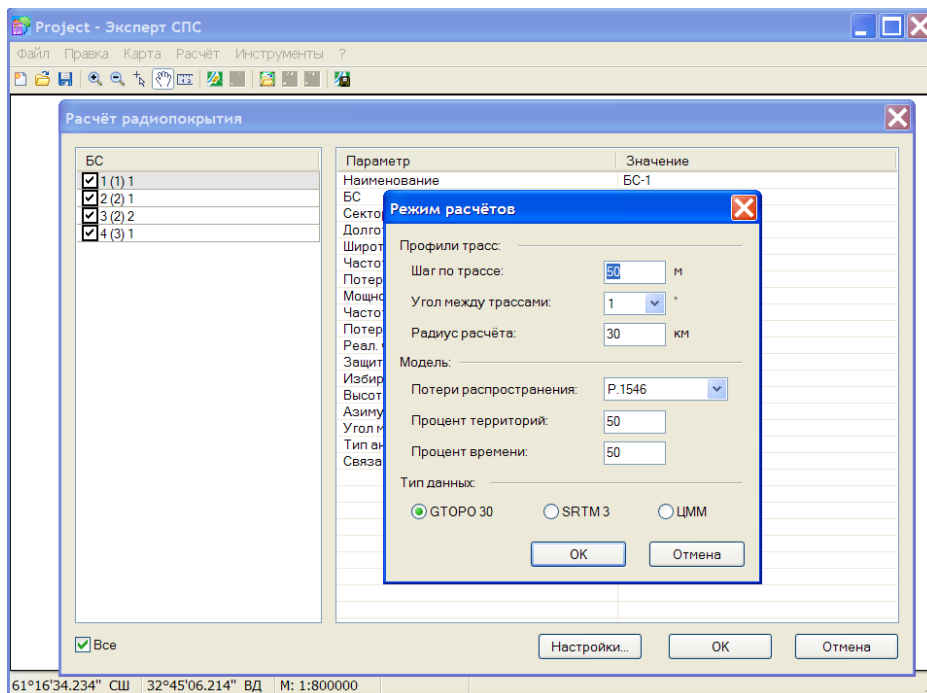 Project - Эксперт СПС
Файл Правка Карта Расчёт Инструменты ?
Расчёт радиопокрытия
БС
1 (1) 1
2 (2) 1
3 (2) 2
4 (3) 1
Параметр Значение
Наименование БС-1
БС
Режим расчётов
Профили трасс:
Шаг по трассе: 50 м
Угол между трассами: 1 °
Радиус расчёта: 30 км
Модель:
Потери распространения: P.1546
Процент территорий: 50
Процент времени: 50
Тип данных:
GTOPO 30 SRTM 3 ЦММ
OK Отмена
Все
Настройки... OK Отмена
61°16'34.234" СШ 32°45'06.214" ВД М: 1:800000